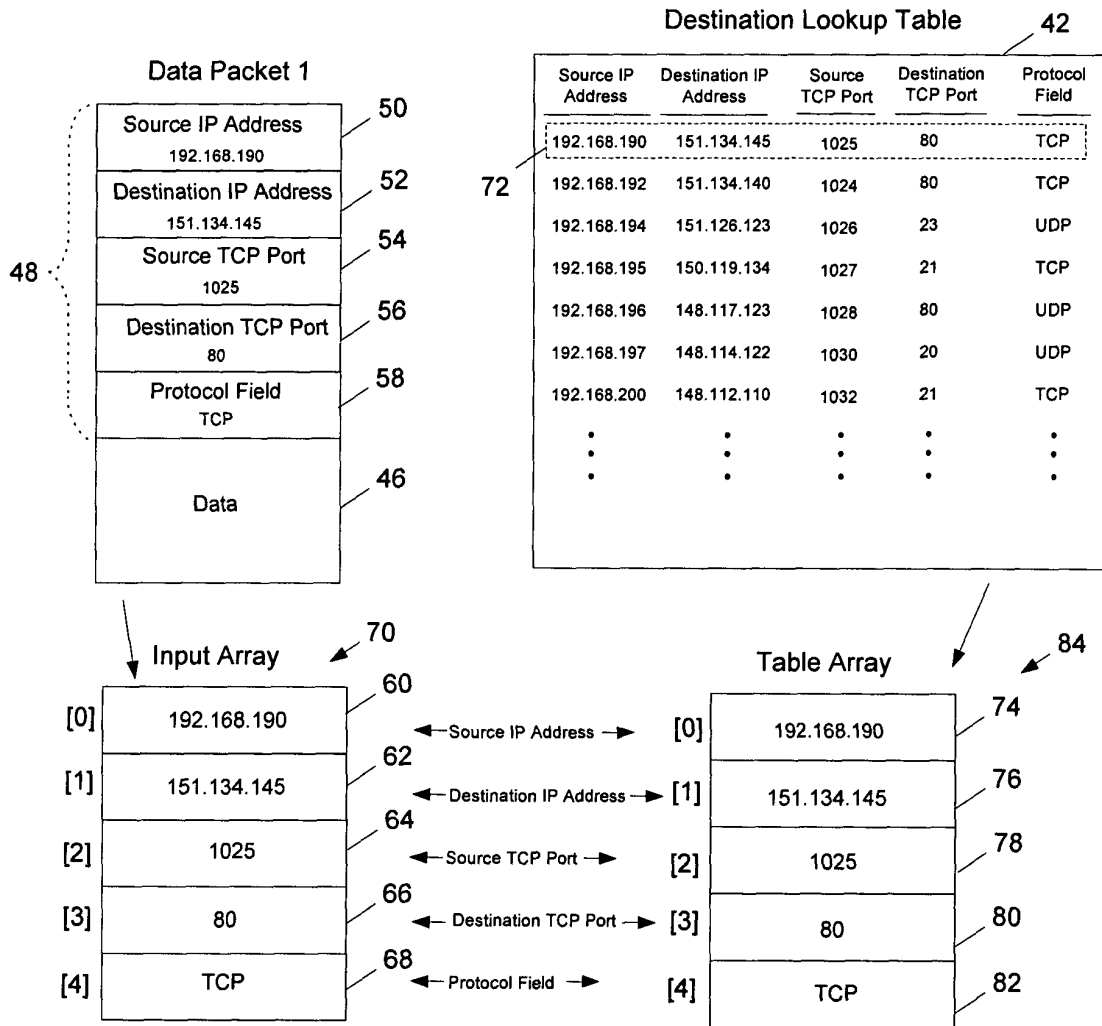 Destination Lookup Table
42
Data Packet 1
Source IP Address
192.168.190
50
Destination IP Address
151.134.145
52
Source TCP Port
1025
54
Destination TCP Port
80
56
Protocol Field
TCP
58
48
Data
46
Source IP Address Destination IP Address Source TCP Port Destination TCP Port Protocol Field
192.168.190 151.134.145 1025 80 TCP
72
192.168.192 151.134.140 1024 80 TCP
192.168.194 151.126.123 1026 23 UDP
192.168.195 150.119.134 1027 21 TCP
192.168.196 148.117.123 1028 80 UDP
192.168.197 148.114.122 1030 20 UDP
192.168.200 148.112.110 1032 21 TCP
Input Array
70
Table Array
84
[0] 192.168.190 60
Source IP Address
[0] 192.168.190 74
[1] 151.134.145 62
Destination IP Address
[1] 151.134.145 76
[2] 1025 64
Source TCP Port
[2] 1025 78
[3] 80 66
Destination TCP Port
[3] 80 80
[4] TCP 68
Protocol Field
[4] TCP 82